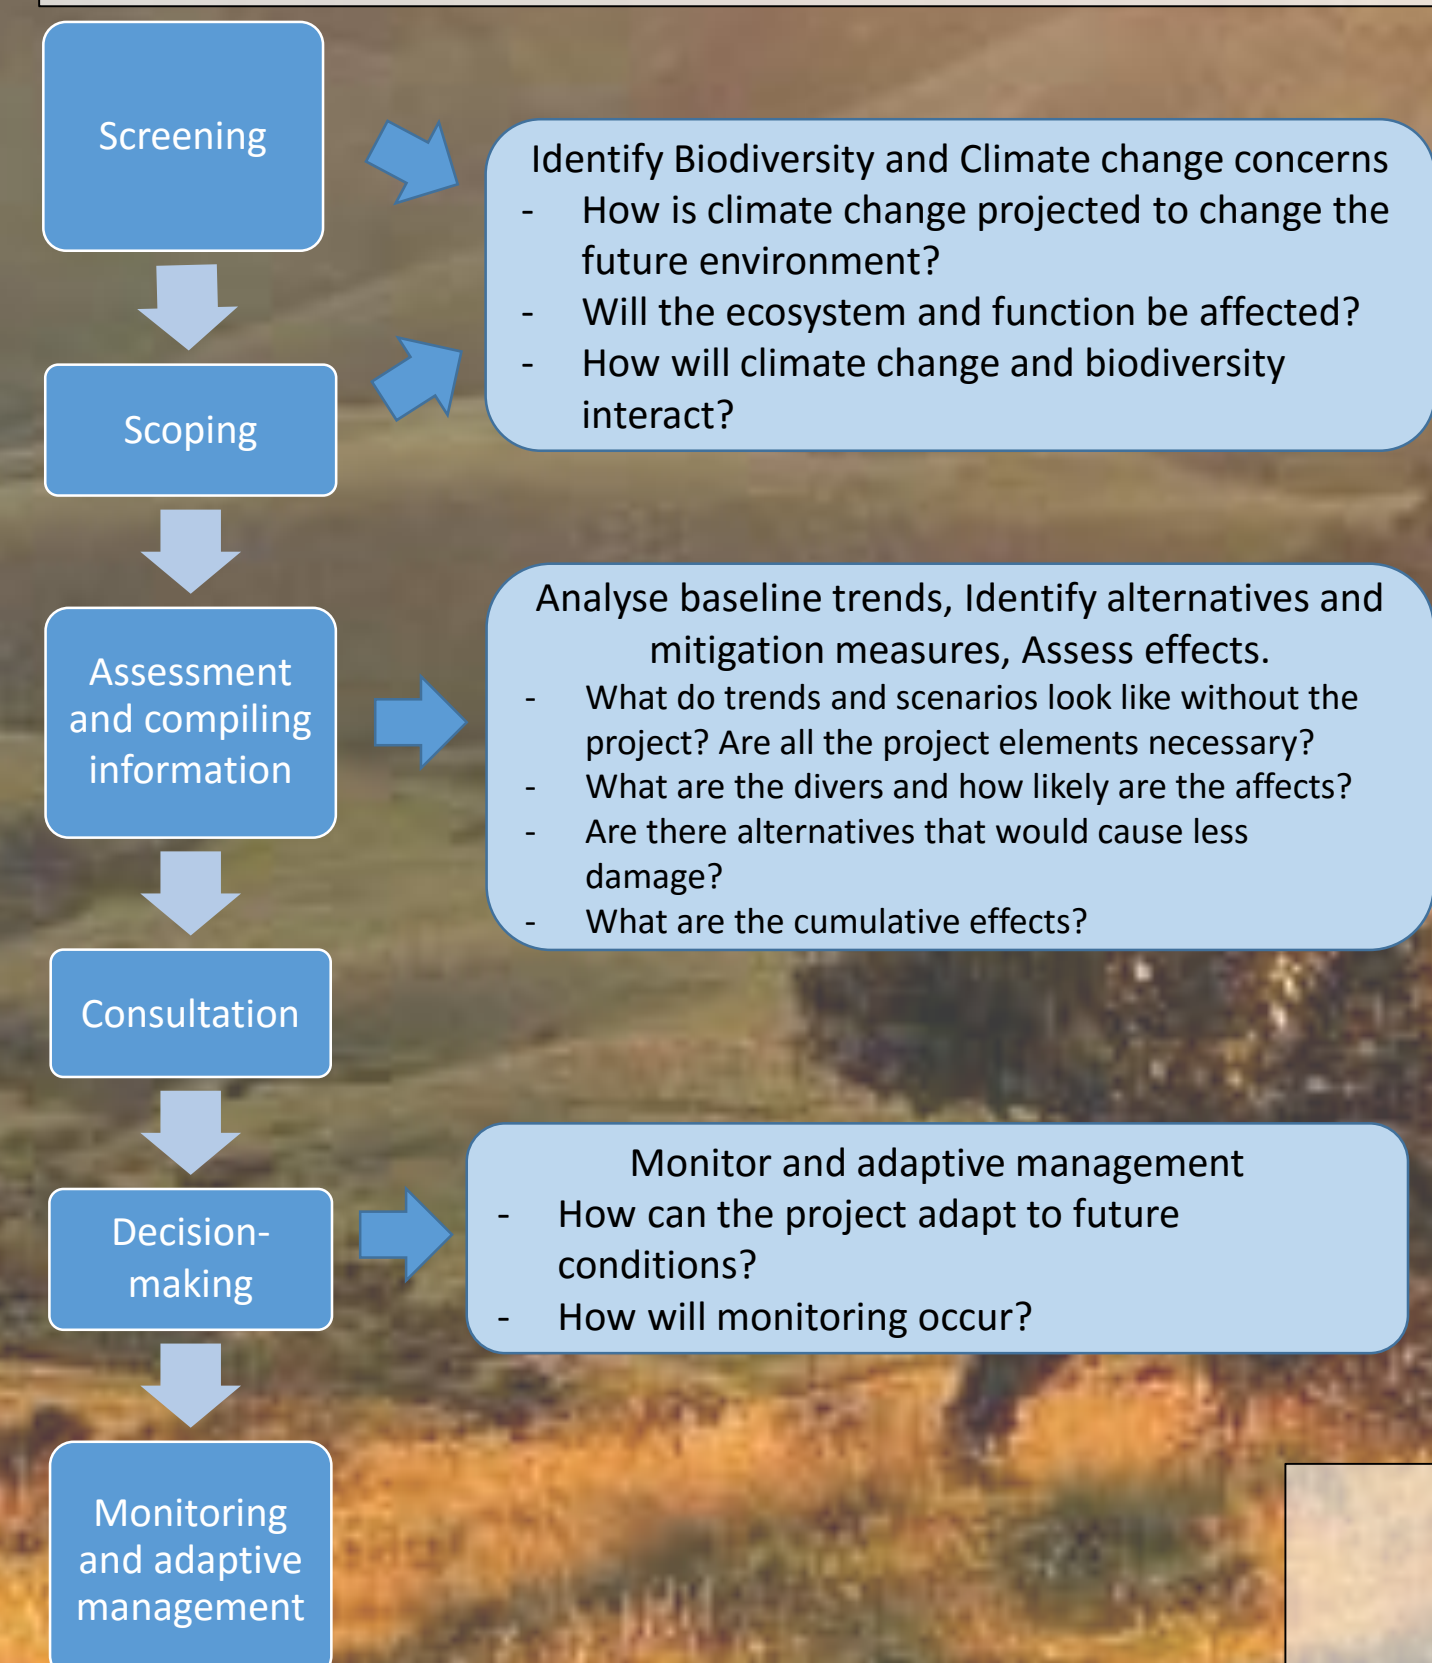 Screening
Identify Biodiversity and Climate change concerns
- How is climate change projected to change the
future environment?
- Will the ecosystem and function be affected?
- How will climate change and biodiversity
interact?
Scoping
Assessment
and compiling
information
Analyse baseline trends, Identify alternatives and
mitigation measures, Assess effects.
- What do trends and scenarios look like without the
project? Are all the project elements necessary?
- What are the divers and how likely are the affects?
- Are there alternatives that would cause less
damage?
- What are the cumulative effects?
Consultation
Decision-
making
Monitor and adaptive management
- How can the project adapt to future
conditions?
- How will monitoring occur?
Monitoring
and adaptive
management